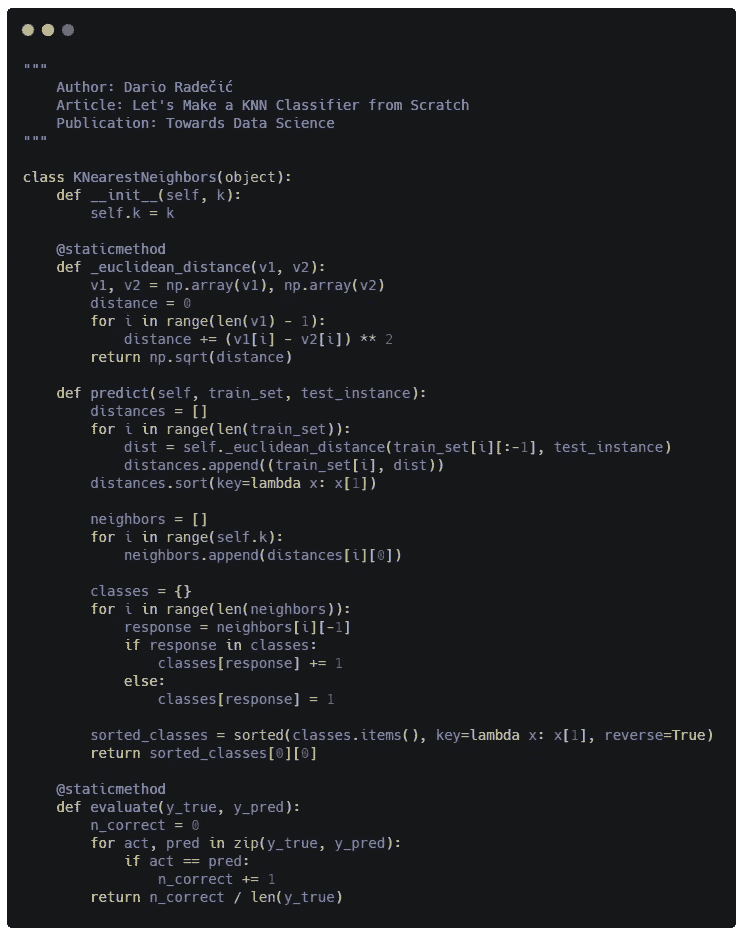 """
    Author: Dario Radečić
    Article: Let's Make a KNN Classifier from Scratch
    Publication: Towards Data Science
"""

class KNearestNeighbors(object):
    def __init__(self, k):
        self.k = k

    @staticmethod
    def _euclidean_distance(v1, v2):
        v1, v2 = np.array(v1), np.array(v2)
        distance = 0
        for i in range(len(v1) - 1):
            distance += (v1[i] - v2[i]) ** 2
        return np.sqrt(distance)

    def predict(self, train_set, test_instance):
        distances = []
        for i in range(len(train_set)):
            dist = self._euclidean_distance(train_set[i][:-1], test_instance)
            distances.append((train_set[i], dist))
        distances.sort(key=lambda x: x[1])

        neighbors = []
        for i in range(self.k):
            neighbors.append(distances[i][0])

        classes = {}
        for i in range(len(neighbors)):
            response = neighbors[i][-1]
            if response in classes:
                classes[response] += 1
            else:
                classes[response] = 1

        sorted_classes = sorted(classes.items(), key=lambda x: x[1], reverse=True)
        return sorted_classes[0][0]

    @staticmethod
    def evaluate(y_true, y_pred):
        n_correct = 0
        for act, pred in zip(y_true, y_pred):
            if act == pred:
                n_correct += 1
        return n_correct / len(y_true)